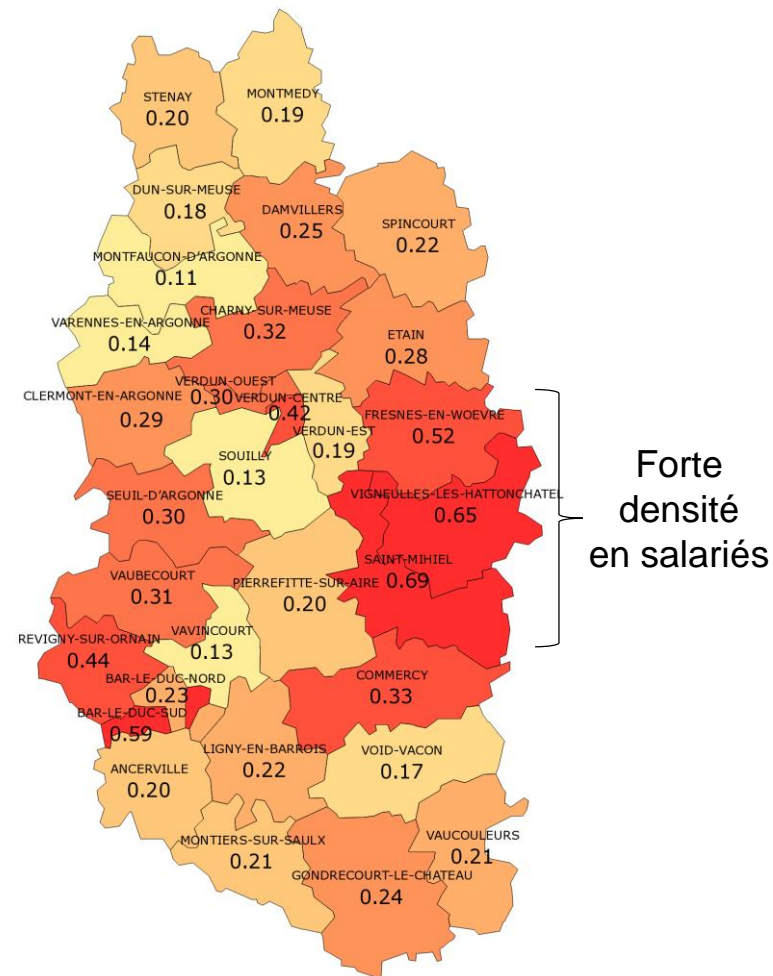 STENAY
0.20
MONTMEDY
0.19
DUN-SUR-MEUSE
0.18
DAMVILLERS
0.25
SPINCOURT
0.22
MONTFAUCON-D'ARGONNE
0.11
VARENNES-EN-ARGONNE
0.14
CHARNY-SUR-MEUSE
0.32
ETAIN
0.28
CLERMONT-EN-ARGONNE
0.29
VERDUN-OUEST
0.30
VERDUN-CENTRE
0.42
VERDUN-EST
0.19
FRESNES-EN-WOEVRE
0.52
SOUILLY
0.13
SEUIL-D'ARGONNE
0.30
VIGNEULLES-LES-HATTONCHATEL
0.65
SAINT-MIHIEL
0.69
VAUBECOURT
0.31
PIERREFITTE-SUR-AIRE
0.20
REVIGNY-SUR-ORNAIN
0.44
VAVINCOURT
0.13
BAR-LE-DUC-NORD
0.23
BAR-LE-DUC-SUD
0.59
COMMERCY
0.33
ANCERVILLE
0.20
LIGNY-EN-BARROIS
0.22
VOID-VACON
0.17
MONTIERS-SUR-SAULX
0.21
GONDRECOURT-LE-CHATEAU
0.24
VAUCOULEURS
0.21
Forte
densité
en salariés